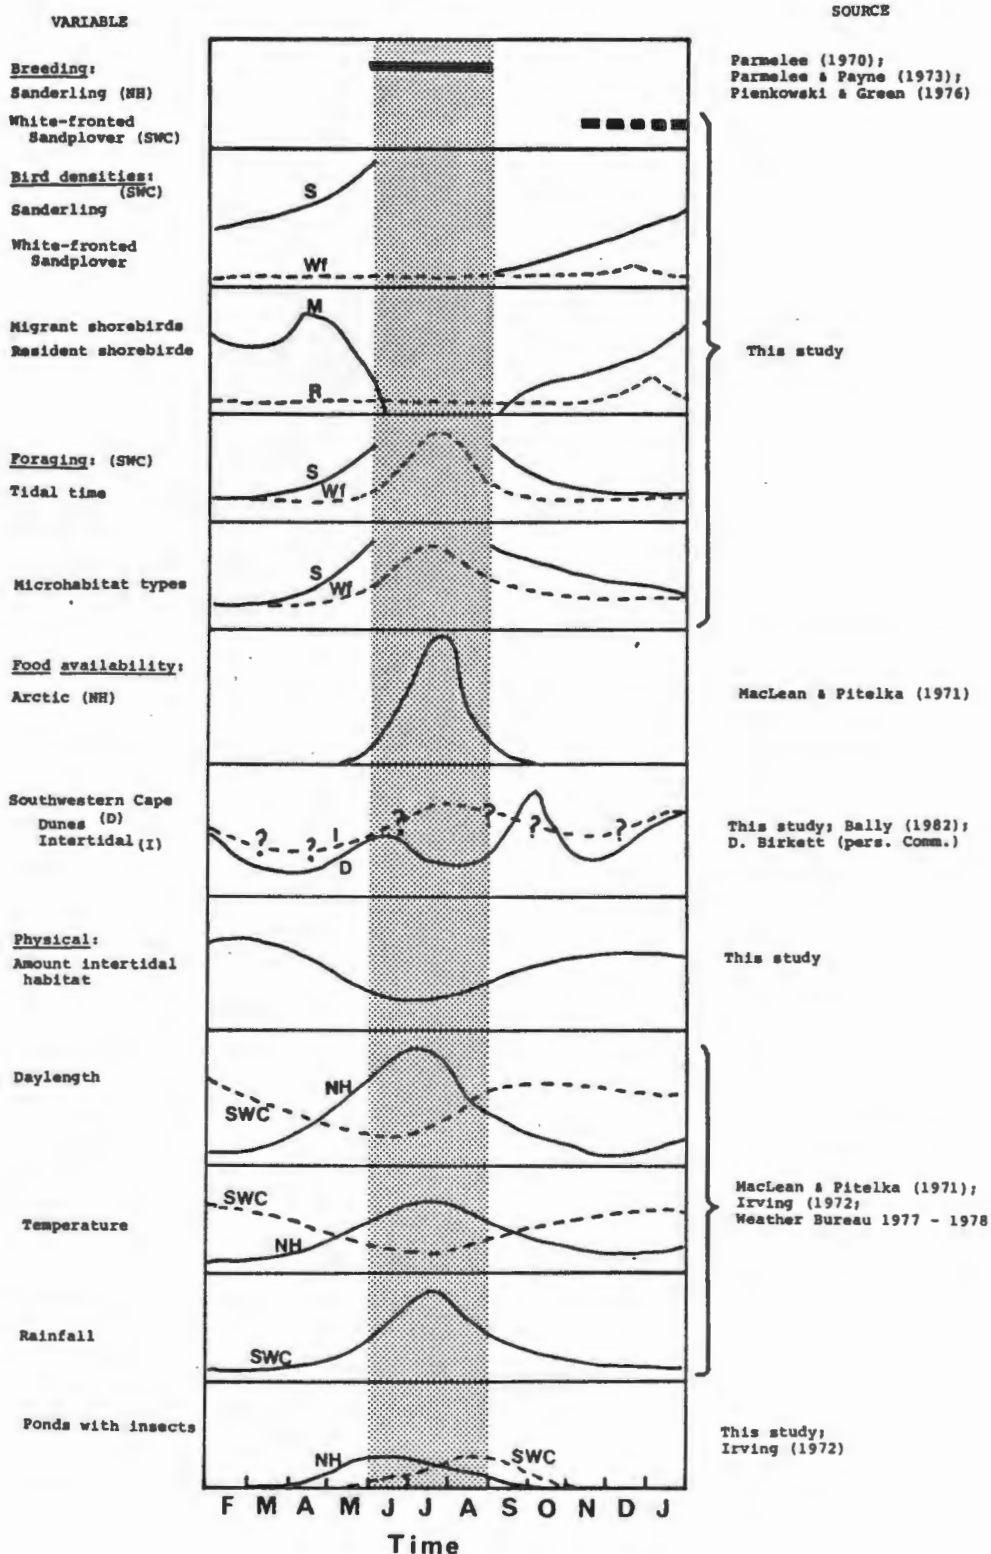 VARIABLE
SOURCE
Breeding:
Sanderling (NH)
White-fronted
Sandplover (SWC)
Parmelee (1970);
Parmelee & Payne (1973);
Pienkowski & Green (1976)
Bird densities:
(SWC)
Sanderling
White-fronted
Sandplover
S
Wf
Migrant shorebirds
Resident shorebirde
M
R
This study
Foraging: (SWC)
Tidal time
S
Wf
Microhabitat types
S
Wf
Food availability:
Arctic (NH)
MacLean & Pitelka (1971)
Southwestern Cape
Dunes (D)
Intertidal (I)
? ? I ? ? ? ?
D
This study; Bally (1982);
D. Birkett (pers. Comm.)
Physical:
Amount intertidal
habitat
This study
Daylength
NH
SWC
Temperature
SWC
NH
MacLean & Pitelka (1971);
Irving (1972;
Weather Bureau 1977 - 1978
Rainfall
SWC
Ponds with insects
NH
SWC
This study;
Irving (1972)
F M A M J J A S O N D J
Time